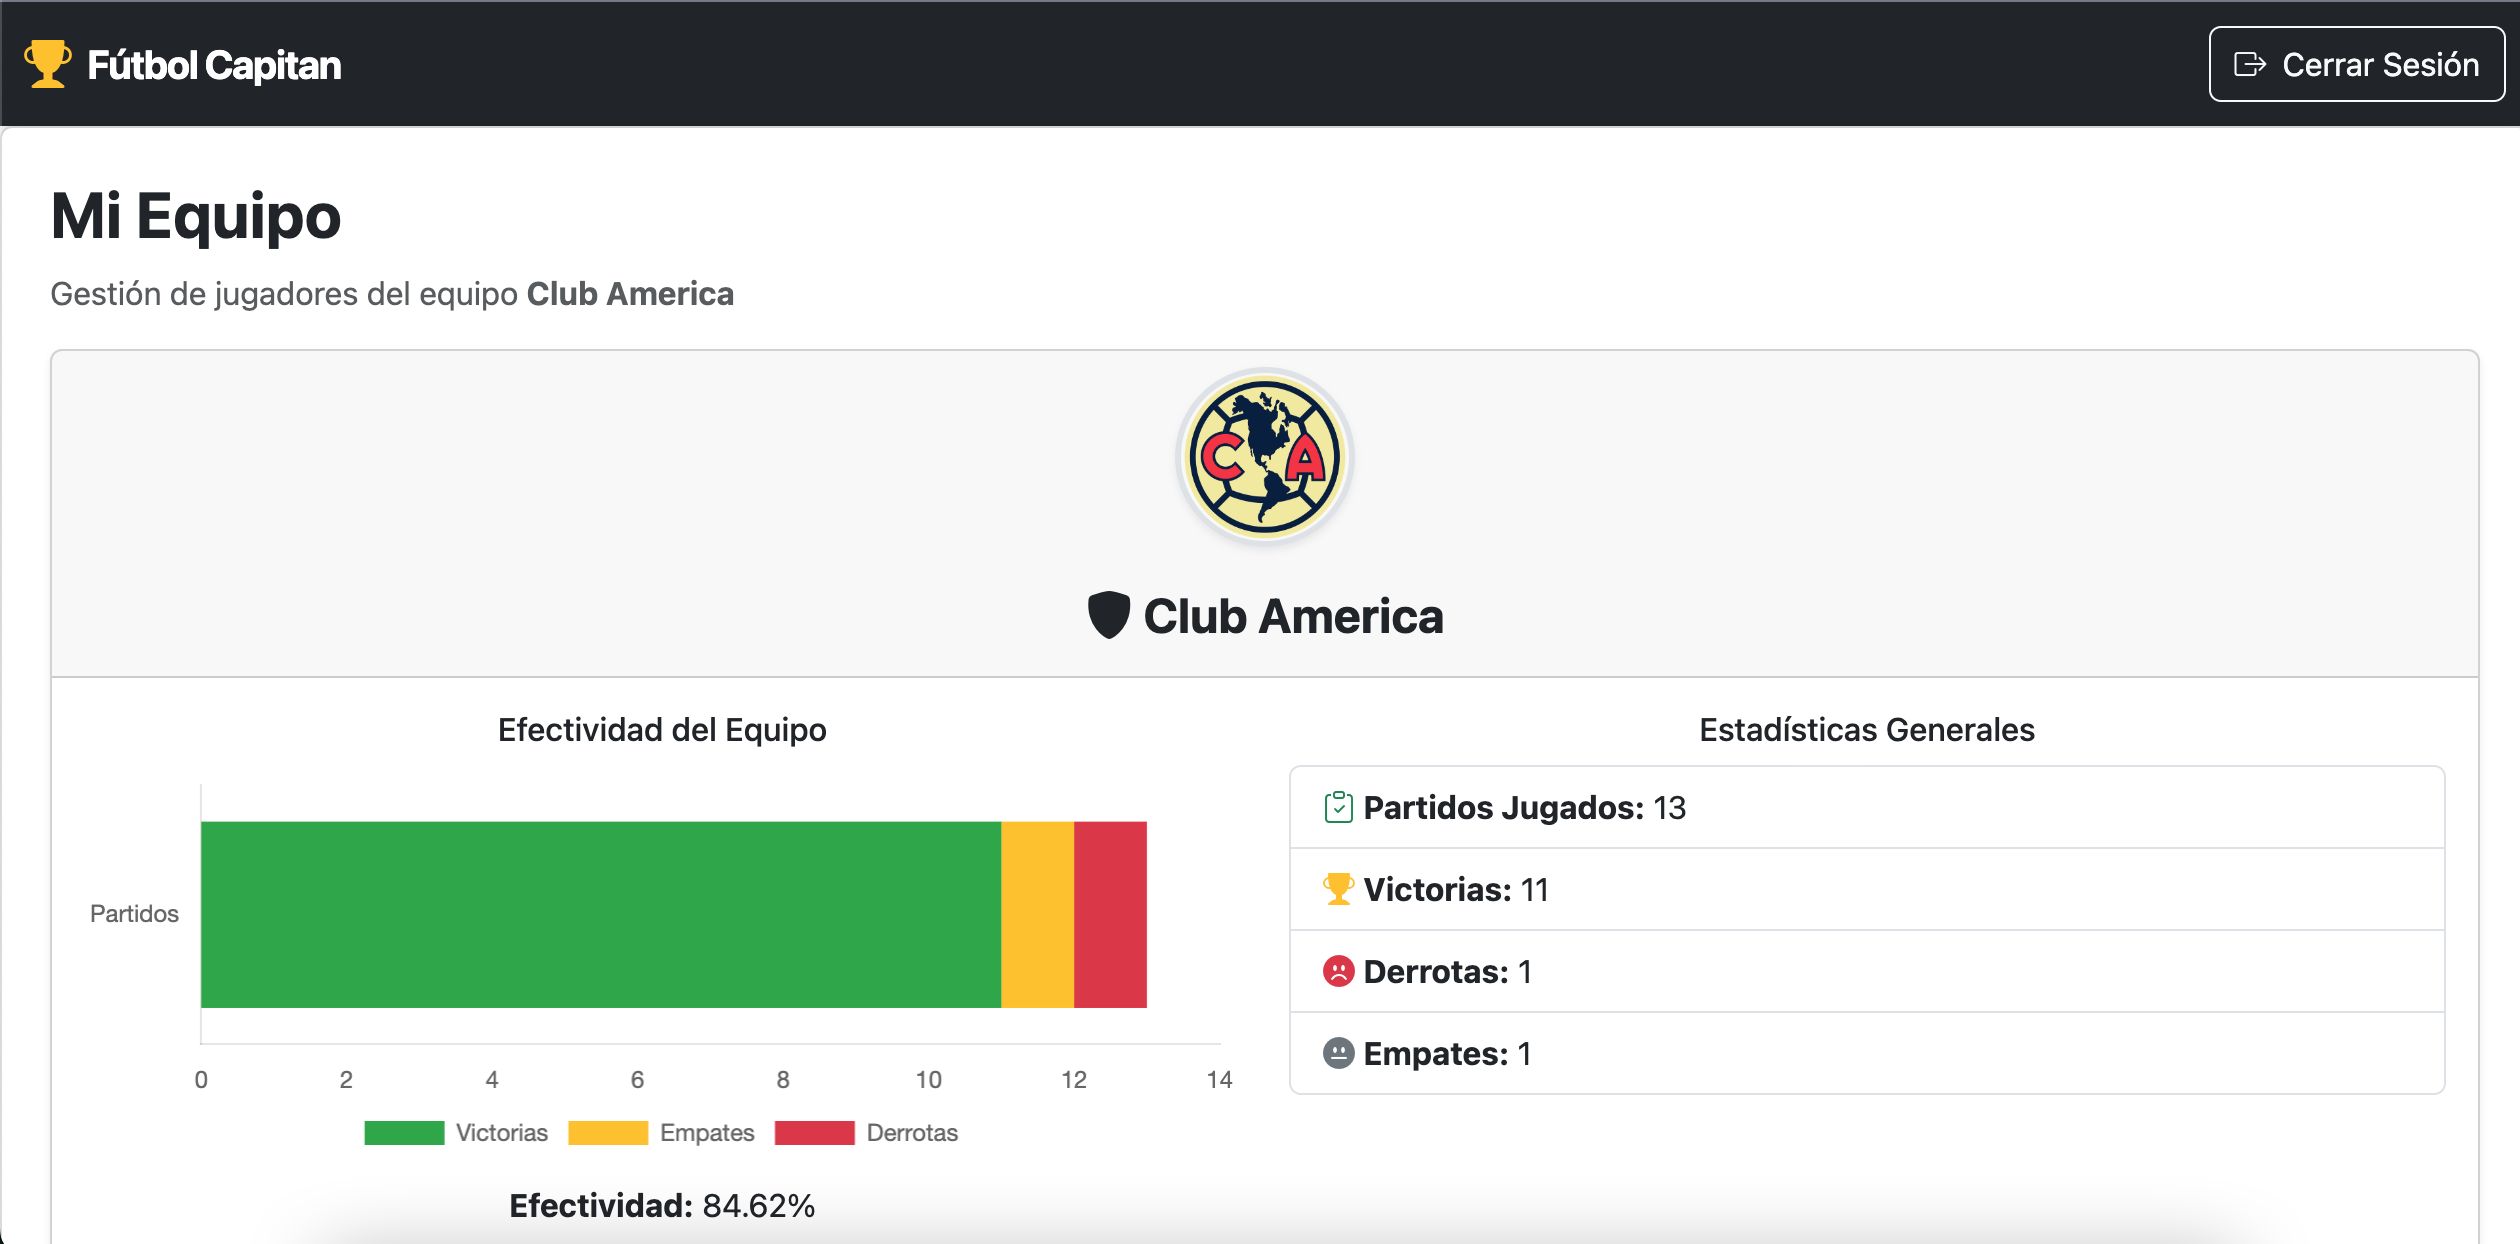 Fútbol Capitan
Cerrar Sesión
Mi Equipo
Gestión de jugadores del equipo Club America
C A
Club America
Efectividad del Equipo
Partidos
0 2 4 6 8 10 12 14
Victorias Empates Derrotas
Efectividad: 84.62%
Estadísticas Generales
Partidos Jugados: 13
Victorias: 11
Derrotas: 1
Empates: 1